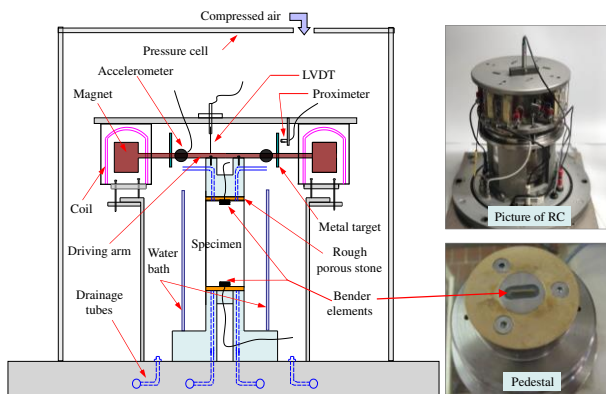 Compressed air
Pressure cell
Accelerometer
LVDT
Magnet
Proximeter
Coil
Metal target
Driving arm
Specimen
Water
bath
Rough
porous stone
Drainage
tubes
Bender
elements
Picture of RC
Pedestal